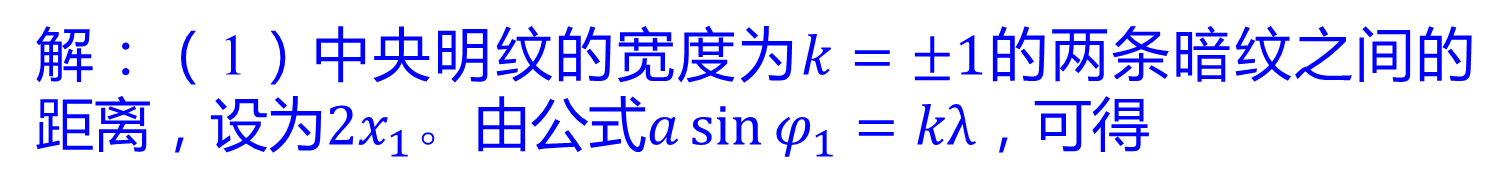 解：（1）中央明纹的宽度为k = ±1的两条暗纹之间的
距离，设为2x₁。由公式a sin φ₁ = kλ，可得